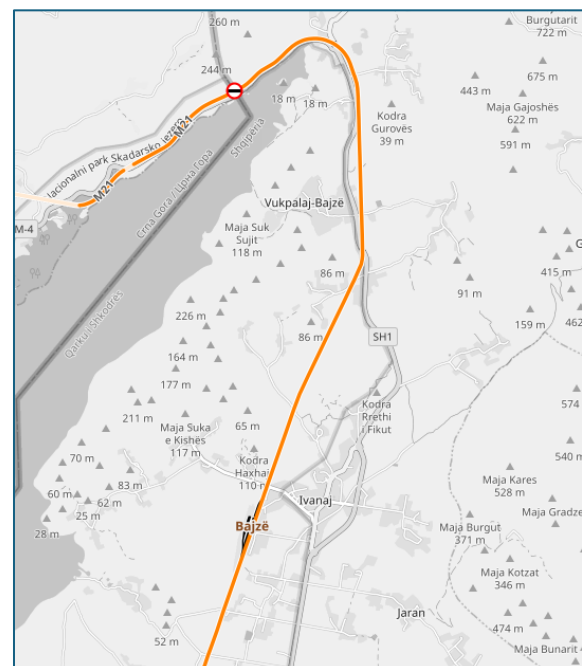 260 m
Burgutarit
722 m
244 m
675 m
443 m
Maja Gajoshës
622 m
18 m
18 m
Kodra
Gurovës
39 m
591 m
Nacionalni park Skadarsko jezero
M21
M21
Crna Gora / Црна Гора
Shqipëria
Vukpalaj-Bajzë
M-4
Maja Suk
Sujit
118 m
86 m
415 m
91 m
Qarku i Shkodrës
226 m
86 m
159 m
462
SH1
164 m
177 m
574
211 m
Kodra
Rrethi
i Fikut
Maja Suka
e Kishës
117 m
65 m
Kodra
Haxhaj
110 m
70 m
540 m
83 m
Maja Kares
528 m
60 m
62 m
25 m
Ivanaj
Maja Gradze
28 m
Bajzë
Maja Burgut
371 m
Maja Kotzat
346 m
Jaran
52 m
474 m
Maja Bunarit